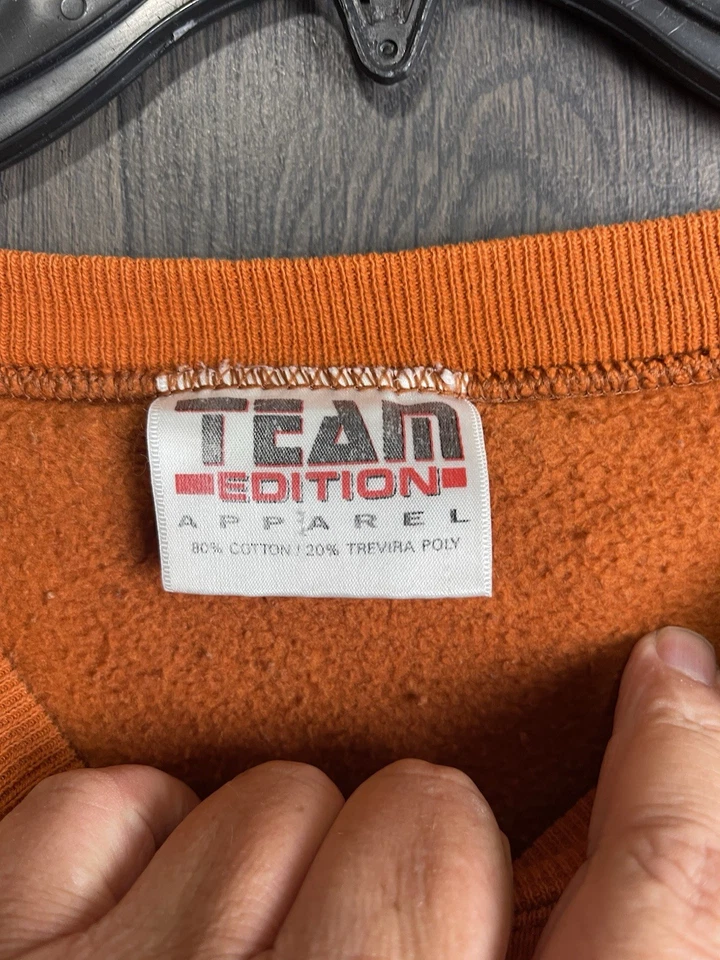 TEAM
EDITION
APPAREL
80% COTTON / 20% TREVIRA POLY